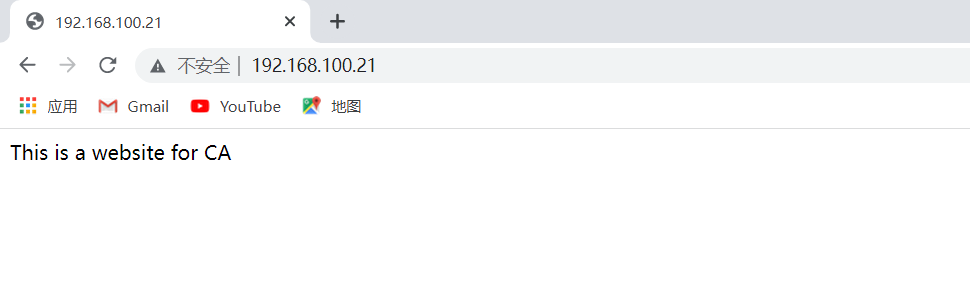 192.168.100.21
不安全 | 192.168.100.21
应用 Gmail YouTube 地图
This is a website for CA